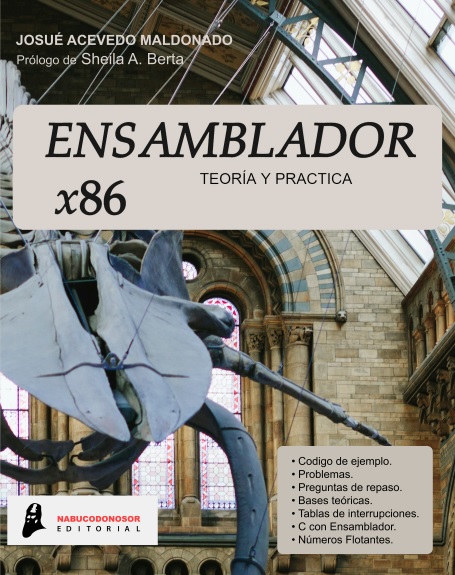 JOSUÉ ACEVEDO MALDONADO
Prólogo de Sheila A. Berta
ENSAMBLADOR
TEORÍA Y PRACTICA
x86
• Codigo de ejemplo.
• Problemas.
• Preguntas de repaso.
• Bases teóricas.
• Tablas de interrupciones.
• C con Ensamblador.
• Números Flotantes.
NABUCODONOSOR
EDITORIAL